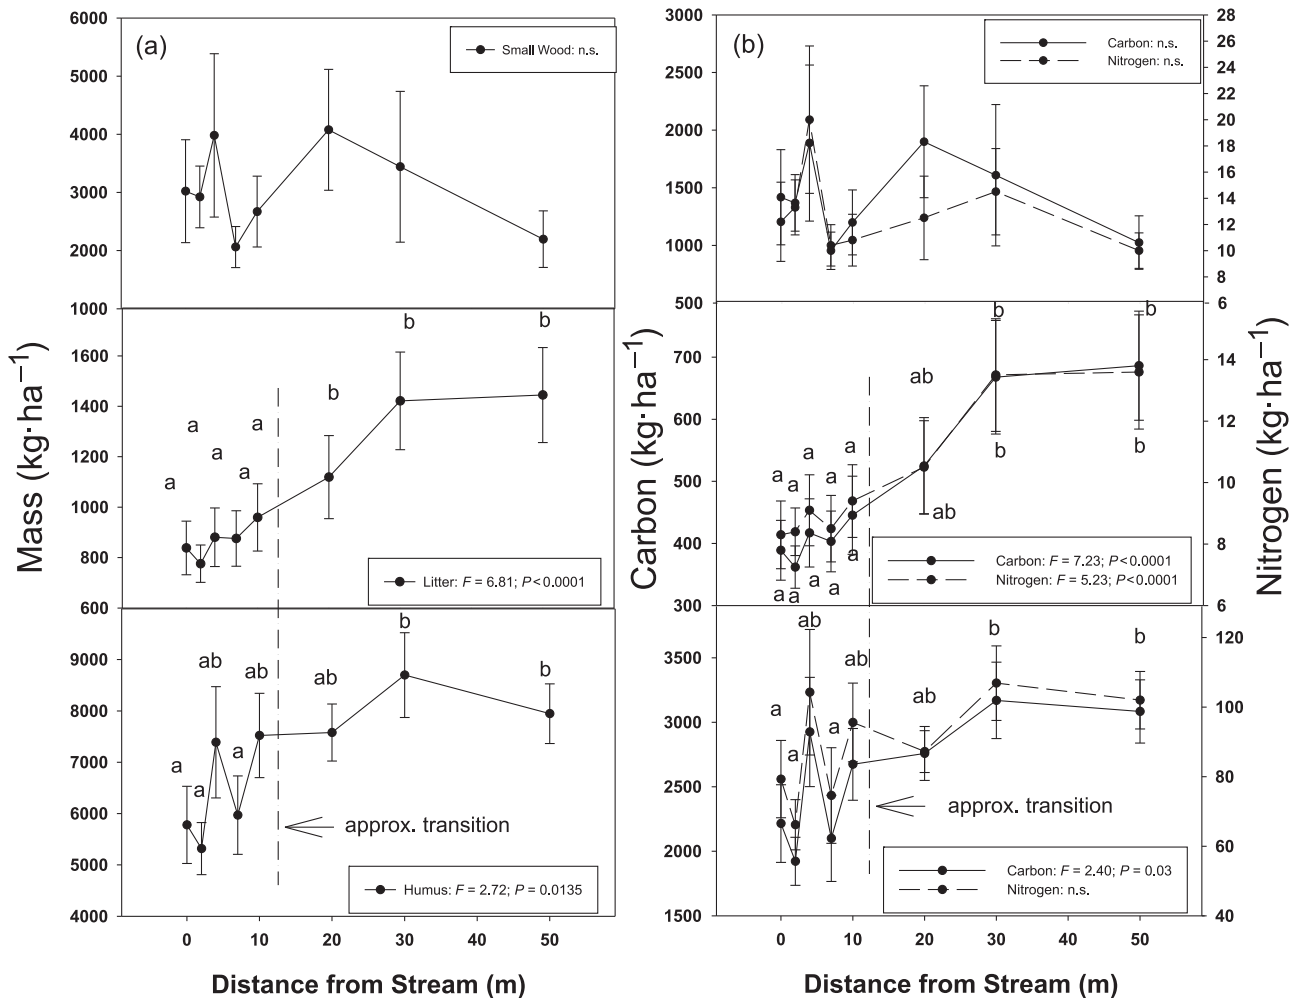 (a)
Small Wood: n.s.
6000
5000
4000
3000
2000
1000
Mass (kg·ha⁻¹)
b
b
b
a
a
a
a
a
1600
1400
1200
1000
800
600
Litter: F = 6.81; P<0.0001
b
ab
ab
ab
b
a
a
a
9000
8000
7000
6000
5000
4000
approx. transition
Humus: F = 2.72; P = 0.0135
0 10 20 30 40 50
Distance from Stream (m)
(b)
Carbon: n.s.
Nitrogen: n.s.
3000
2500
2000
1500
1000
500
28
26
24
22
20
18
16
14
12
10
8
6
Carbon (kg·ha⁻¹)
Nitrogen (kg·ha⁻¹)
b
b
ab
a
a
a
a
a
b
b
ab
a
a
a
a
a
700
600
500
400
300
14
12
10
8
6
Carbon: F = 7.23; P<0.0001
Nitrogen: F = 5.23; P<0.0001
ab
b
b
ab
ab
a
a
a
3500
3000
2500
2000
1500
120
100
80
60
40
approx. transition
Carbon: F = 2.40; P = 0.03
Nitrogen: n.s.
0 10 20 30 40 50
Distance from Stream (m)